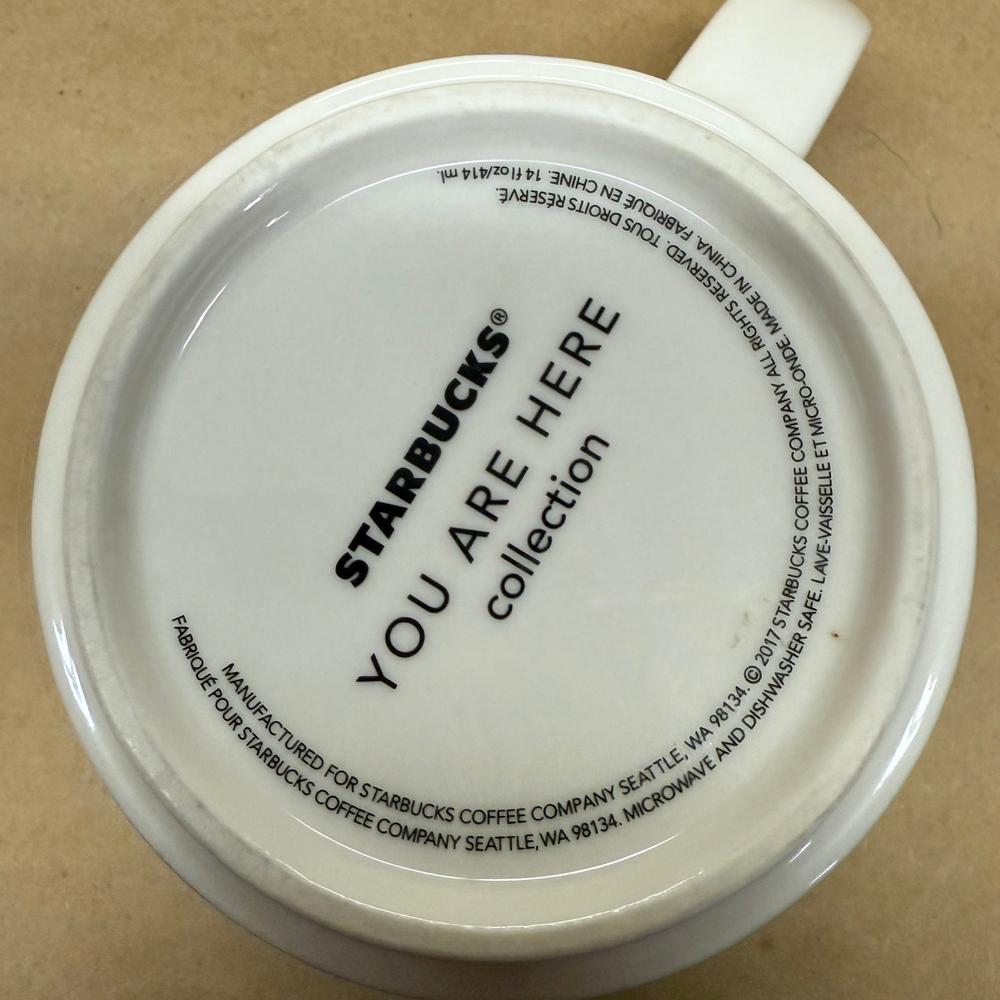 STARBUCKS®
YOU ARE HERE
collection
MANUFACTURED FOR STARBUCKS COFFEE COMPANY SEATTLE, WA 98134. © 2017 STARBUCKS COFFEE COMPANY ALL RIGHTS RESERVED. TOUS DROITS RÉSERVÉ.
FABRIQUÉ POUR STARBUCKS COFFEE COMPANY SEATTLE, WA 98134. MICROWAVE AND DISHWASHER SAFE. LAVE-VAISSELLE ET MICRO-ONDE. MADE IN CHINA. FABRIQUÉ EN CHINE. 14 fl oz/414 ml.